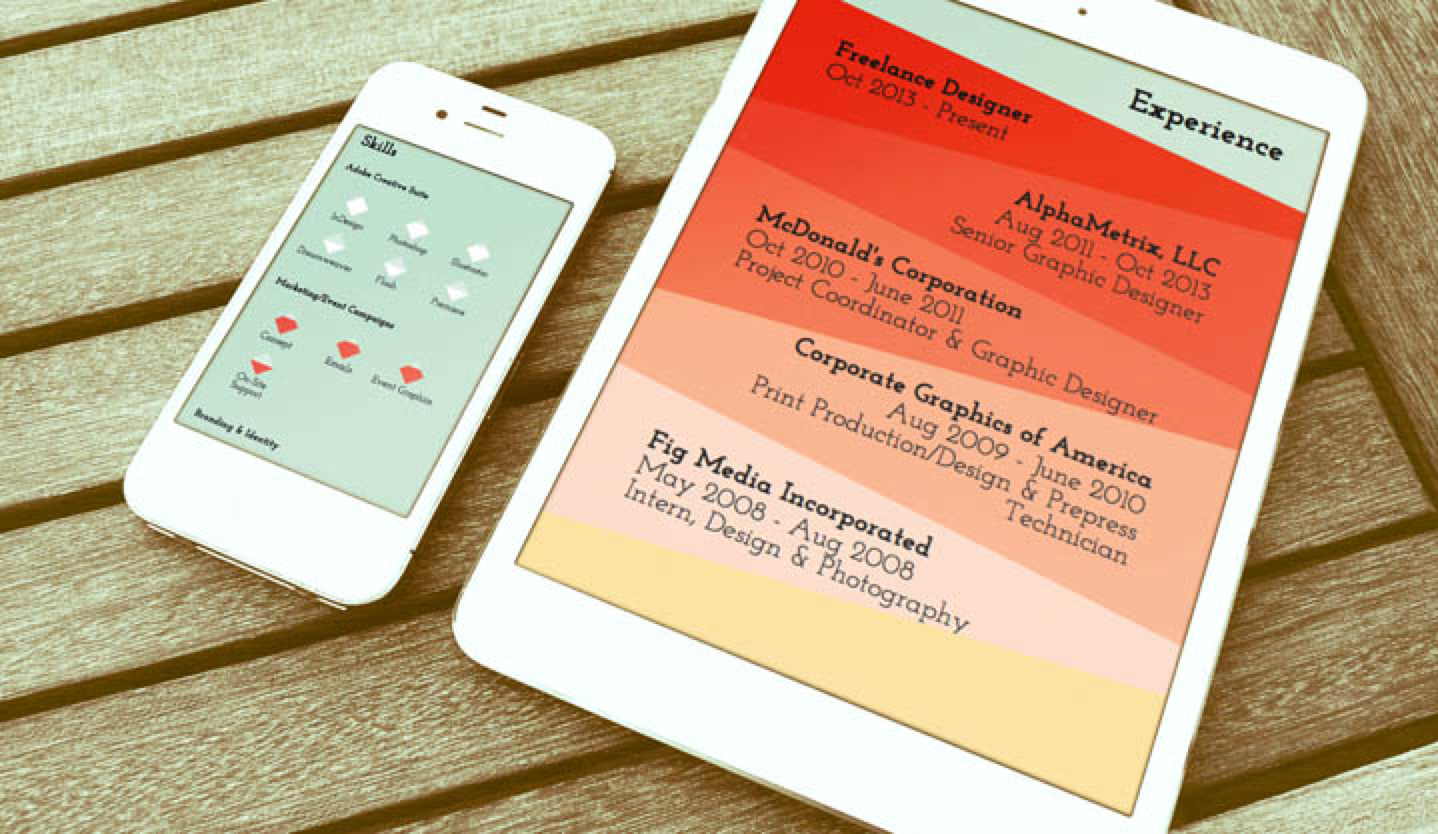 Skills
Adobe Creative Suite
InDesign
Photoshop
Illustrator
Dreamweaver
Flash
Premiere
Marketing/Event Campaigns
Concept
Emails
Event Graphics
On-Site
Support
Branding & Identity
Experience
Freelance Designer
Oct 2013 - Present
AlphaMetrix, LLC
Aug 2011 - Oct 2013
Senior Graphic Designer
McDonald's Corporation
Oct 2010 - June 2011
Project Coordinator & Graphic Designer
Corporate Graphics of America
Aug 2009 - June 2010
Print Production/Design & Prepress
Technician
Fig Media Incorporated
May 2008 - Aug 2008
Intern, Design & Photography